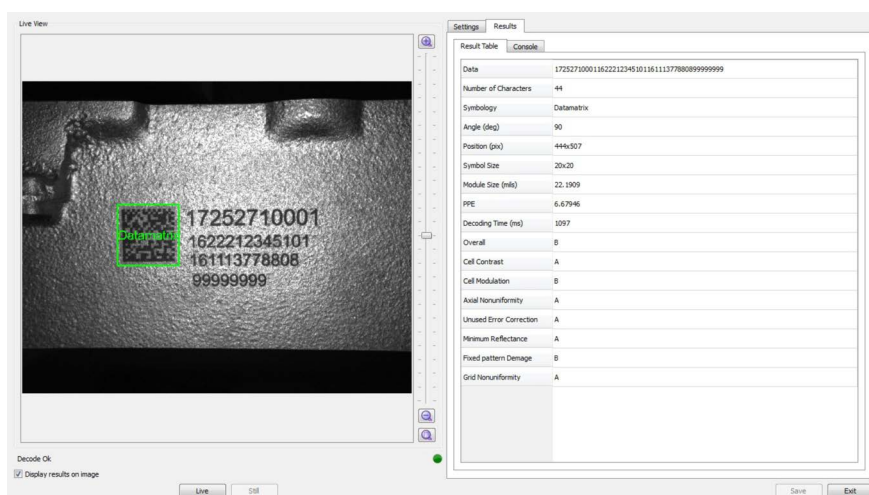 Live View
Decode Ok
Display results on image
Live
Still
17252710001
1622212345101
161113778808
99999999
Datamatrix
Settings
Results
Result Table
Console
Data 17252710001162221234510116111377880899999999
Number of Characters 44
Symbology Datamatrix
Angle (deg) 90
Position (pix) 444x507
Symbol Size 20x20
Module Size (mils) 22.1909
PPE 6.67946
Decoding Time (ms) 1097
Overall B
Cell Contrast A
Cell Modulation B
Axial Nonuniformity A
Unused Error Correction A
Minimum Reflectance A
Fixed pattern Demage B
Grid Nonuniformity A
Save
Exit